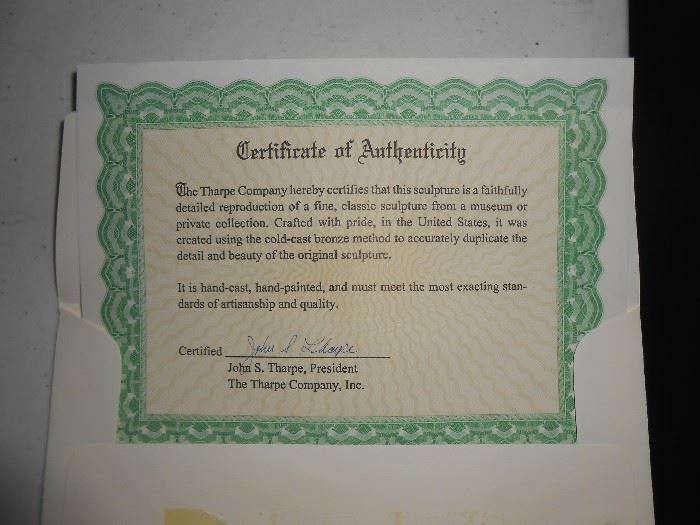 Certificate of Authenticity
The Tharpe Company hereby certifies that this sculpture is a faithfully
detailed reproduction of a fine, classic sculpture from a museum or
private collection. Crafted with pride, in the United States, it was
created using the cold-cast bronze method to accurately duplicate the
detail and beauty of the original sculpture.
It is hand-cast, hand-painted, and must meet the most exacting stan-
dards of artisanship and quality.
Certified John S. Tharpe
John S. Tharpe, President
The Tharpe Company, Inc.